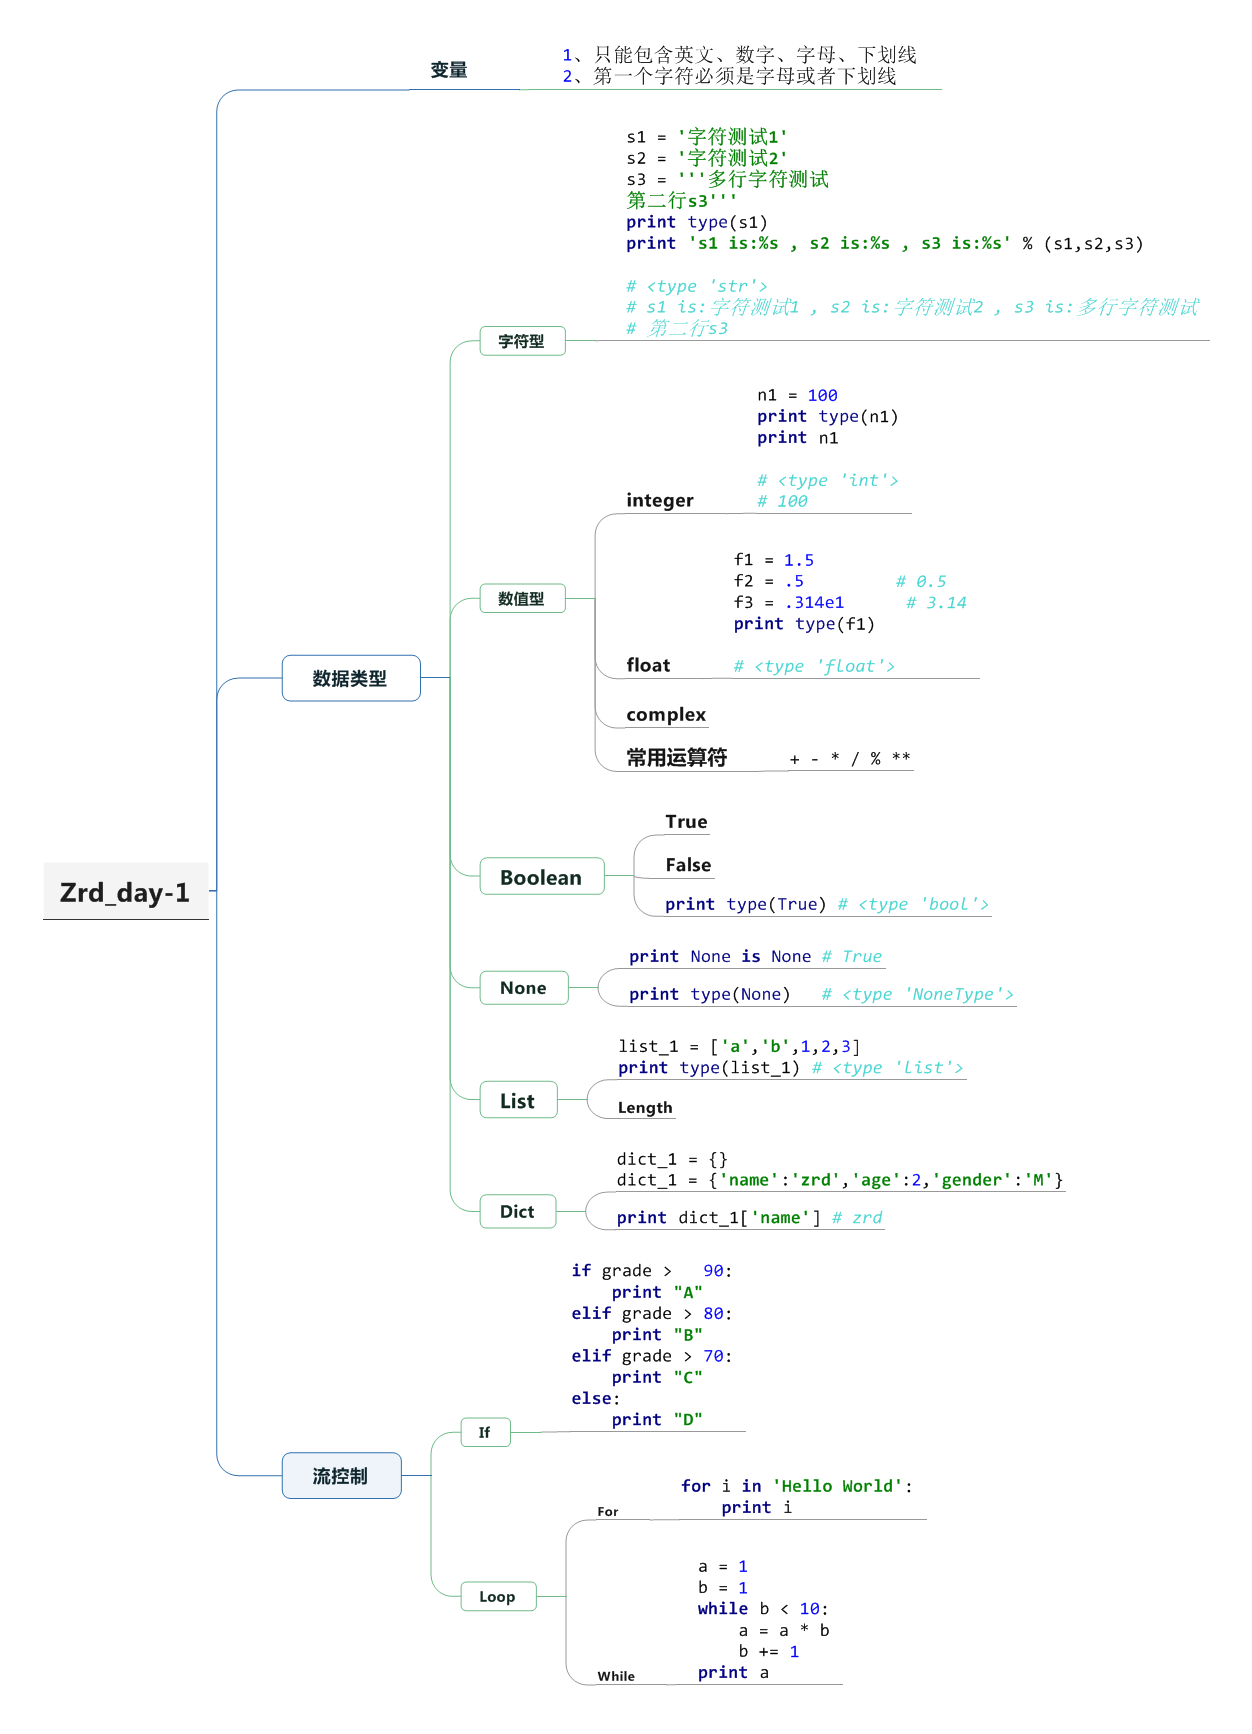 Zrd_day-1
变量
1、只能包含英文、数字、字母、下划线
2、第一个字符必须是字母或者下划线
数据类型
字符型
s1 = '字符测试1'
s2 = '字符测试2'
s3 = '''多行字符测试
第二行s3'''
print type(s1)
print 's1 is:%s , s2 is:%s , s3 is:%s' % (s1,s2,s3)
# <type 'str'>
# s1 is:字符测试1 , s2 is:字符测试2 , s3 is:多行字符测试
# 第二行s3
数值型
integer
n1 = 100
print type(n1)
print n1
# <type 'int'>
# 100
float
f1 = 1.5
f2 = .5         # 0.5
f3 = .314e1      # 3.14
print type(f1)
# <type 'float'>
complex
常用运算符
+ - * / % **
Boolean
True
False
print type(True) # <type 'bool'>
None
print None is None # True
print type(None)   # <type 'NoneType'>
List
list_1 = ['a','b',1,2,3]
print type(list_1) # <type 'list'>
Length
Dict
dict_1 = {}
dict_1 = {'name':'zrd','age':2,'gender':'M'}
print dict_1['name'] # zrd
流控制
If
if grade >   90:
    print "A"
elif grade > 80:
    print "B"
elif grade > 70:
    print "C"
else:
    print "D"
Loop
For
for i in 'Hello World':
    print i
While
a = 1
b = 1
while b < 10:
    a = a * b
    b += 1
print a